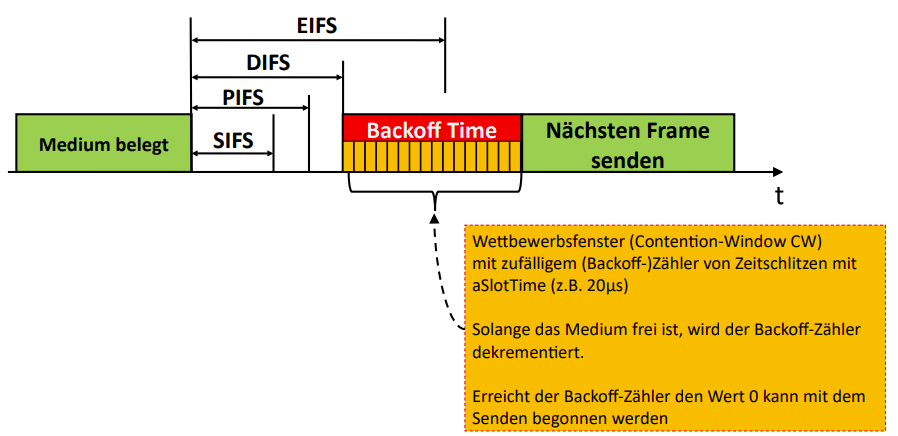 EIFS
DIFS
PIFS
SIFS
Medium belegt
Backoff Time
Nächsten Frame
senden
t
Wettbewerbsfenster (Contention-Window CW)
mit zufälligem (Backoff-)Zähler von Zeitschlitzen mit
aSlotTime (z.B. 20µs)
Solange das Medium frei ist, wird der Backoff-Zähler
dekrementiert.
Erreicht der Backoff-Zähler den Wert 0 kann mit dem
Senden begonnen werden